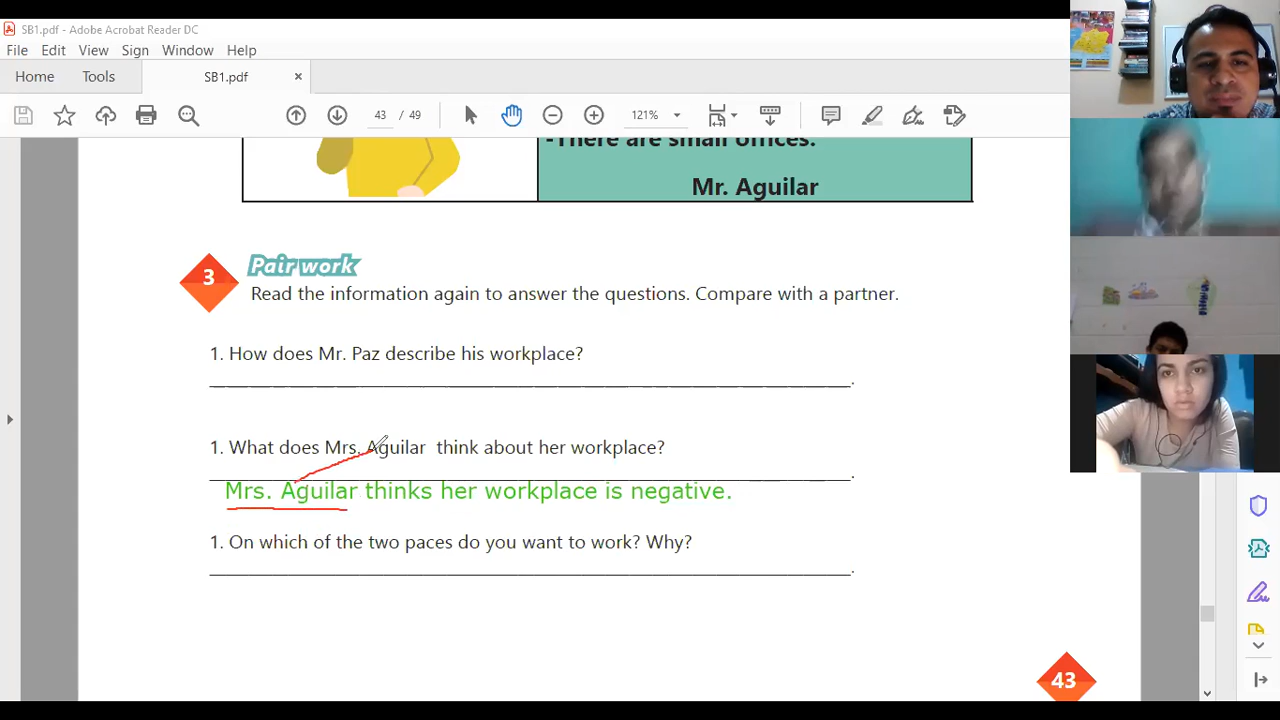 SB1.pdf - Adobe Acrobat Reader DC
File Edit View Sign Window Help
Home Tools SB1.pdf ×
43 / 49 121%
-There are small offices.
Mr. Aguilar
3 Pair work
Read the information again to answer the questions. Compare with a partner.
1. How does Mr. Paz describe his workplace?
1. What does Mrs. Aguilar think about her workplace?
Mrs. Aguilar thinks her workplace is negative.
1. On which of the two paces do you want to work? Why?
43